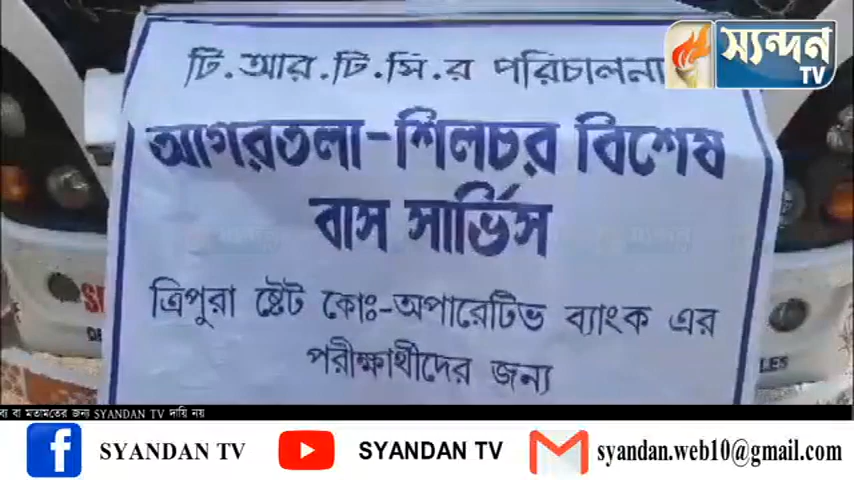 স্যন্দন
TV
টি.আর.টি.সি.র পরিচালনা
আগরতলা-শিলচর বিশেষ
বাস সার্ভিস
ত্রিপুরা ষ্টেট কোঃ-অপারেটিভ ব্যাংক এর
পরীক্ষার্থীদের জন্য
বা মতামতের জন্য SYANDAN TV দায়ি নয়
SYANDAN TV SYANDAN TV syandan.web10@gmail.com